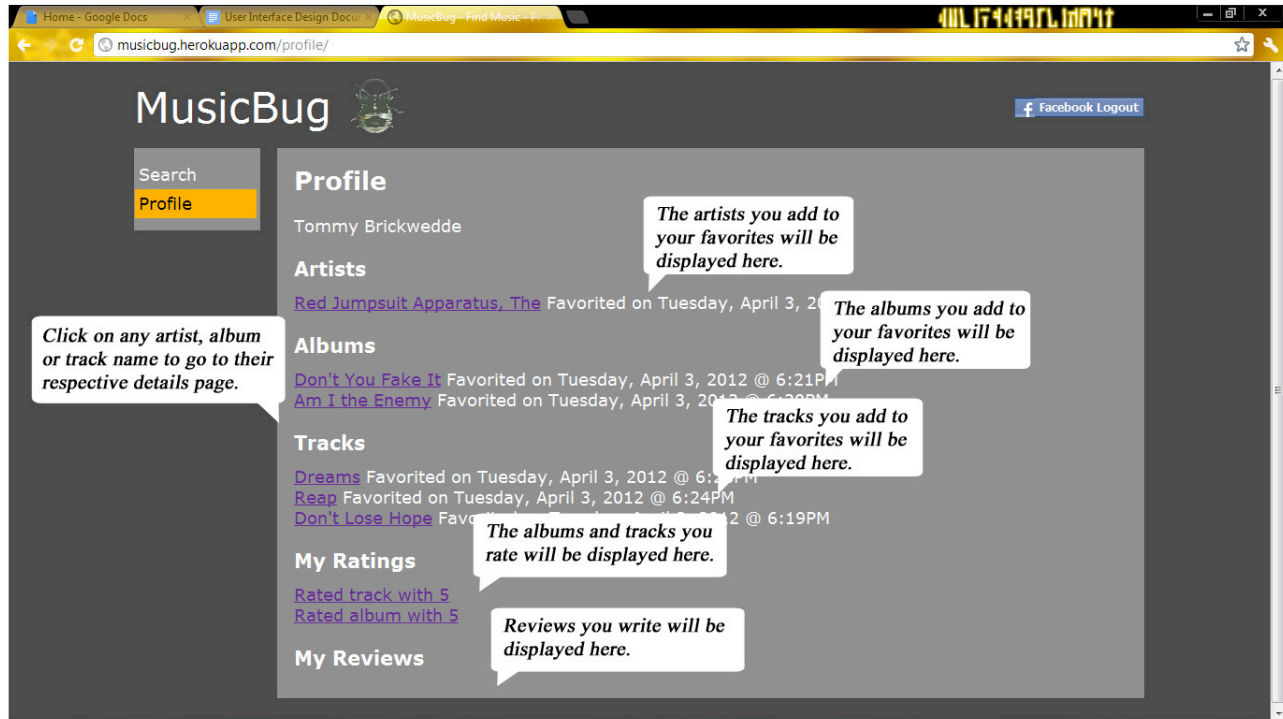 Home - Google Docs
User Interface Design Docu
MusicBug - Find Music - Pr
musicbug.herokuapp.com/profile/
MusicBug
Facebook Logout
Search
Profile
Profile
Tommy Brickwedde
The artists you add to
your favorites will be
displayed here.
Artists
Red Jumpsuit Apparatus, The Favorited on Tuesday, April 3,
The albums you add to
your favorites will be
displayed here.
Click on any artist, album
or track name to go to their
respective details page.
Albums
Don't You Fake It Favorited on Tuesday, April 3, 2012 @ 6:21PM
Am I the Enemy Favorited on Tuesday, April 3,
The tracks you add to
your favorites will be
displayed here.
Tracks
Dreams Favorited on Tuesday, April 3, 2012 @
Reap Favorited on Tuesday, April 3, 2012 @ 6:24PM
Don't Lose Hope @ 6:19PM
The albums and tracks you
rate will be displayed here.
My Ratings
Rated track with 5
Rated album with 5
Reviews you write will be
displayed here.
My Reviews